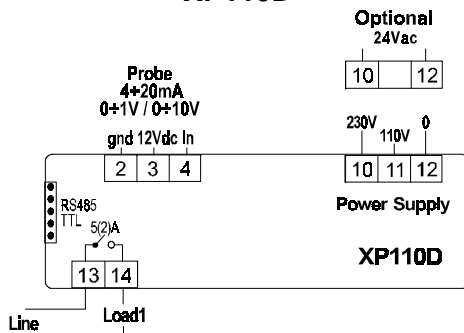 Optional
24Vac
10 12
Probe
4÷20mA
0÷1V / 0÷10V
gnd 12Vdc In
2 3 4
230V 110V 0
10 11 12
Power Supply
RS485
TTL
5(2)A
XP110D
13 14
Line
Load1